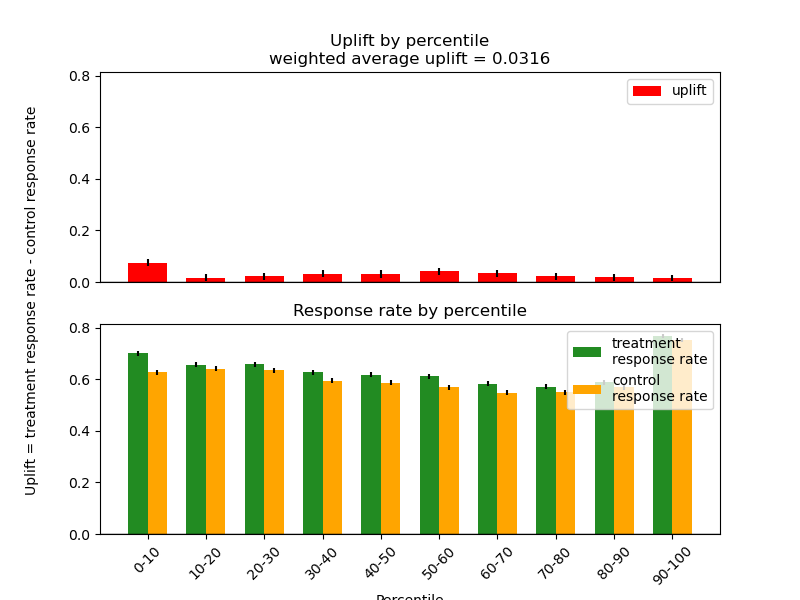 Uplift by percentile
weighted average uplift = 0.0316
Uplift = treatment response rate - control response rate
0.8
0.6
0.4
0.2
0.0
uplift
Response rate by percentile
0.8
0.6
0.4
0.2
0.0
treatment
response rate
control
response rate
0-10
10-20
20-30
30-40
40-50
50-60
60-70
70-80
80-90
90-100
Percentile